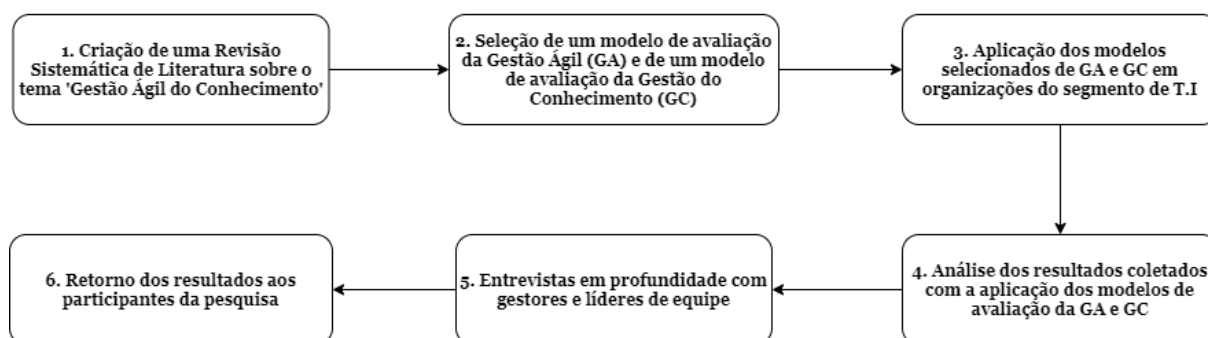 1. Criação de uma Revisão
Sistemática de Literatura sobre o
tema 'Gestão Ágil do Conhecimento'
2. Seleção de um modelo de avaliação
da Gestão Ágil (GA) e de um modelo
de avaliação da Gestão do
Conhecimento (GC)
3. Aplicação dos modelos
selecionados de GA e GC em
organizações do segmento de T.I
4. Análise dos resultados coletados
com a aplicação dos modelos de
avaliação da GA e GC
5. Entrevistas em profundidade com
gestores e líderes de equipe
6. Retorno dos resultados aos
participantes da pesquisa